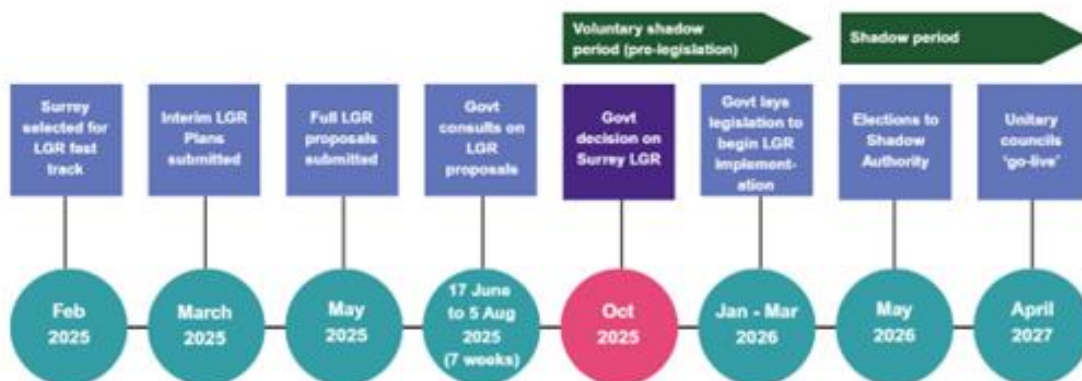 Voluntary shadow
period (pre-legislation)
Shadow period
Surrey
selected for
LGR fast
track
Interim LGR
Plans
submitted
Full LGR
proposals
submitted
Govt
consults on
LGR
proposals
Govt
decision on
Surrey LGR
Govt lays
legislation to
begin LGR
implement-
ation
Elections to
Shadow
Authority
Unitary
councils
'go-live'
Feb
2025
March
2025
May
2025
17 June
to 5 Aug
2025
(7 weeks)
Oct
2025
Jan - Mar
2026
May
2026
April
2027